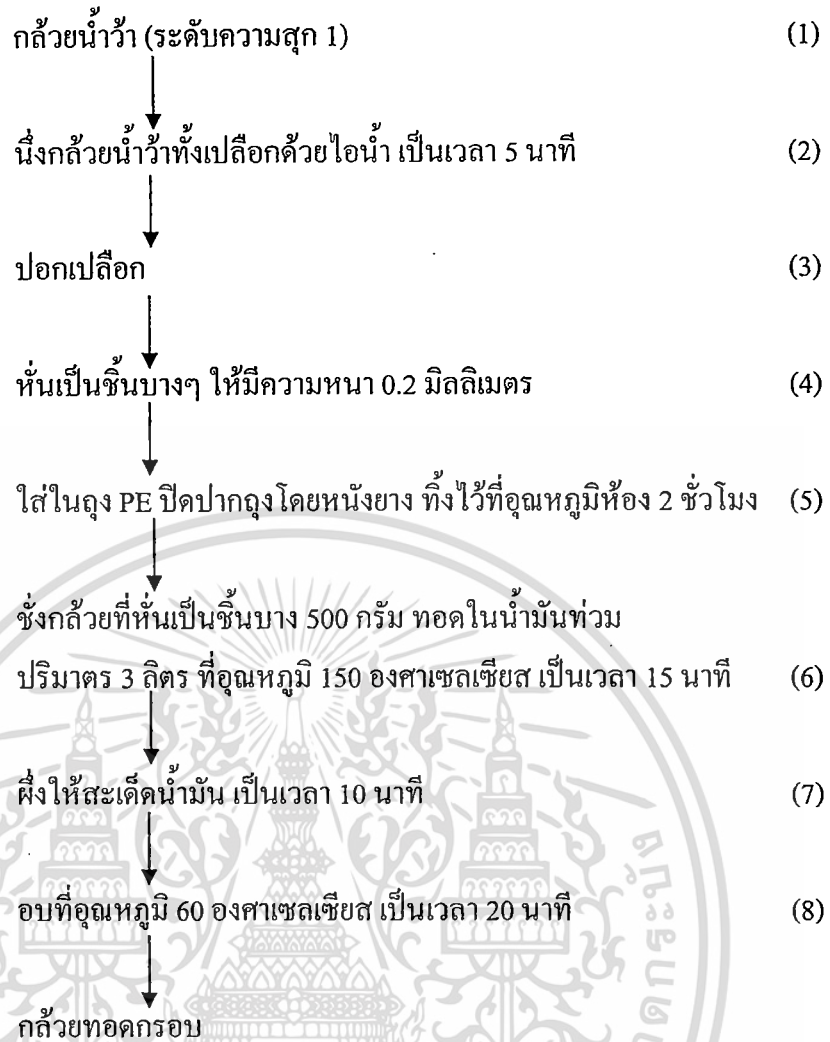 กล้วยน้ำว้า (ระดับความสุก 1) (1)
นึ่งกล้วยน้ำว้าทั้งเปลือกด้วยไอน้ำ เป็นเวลา 5 นาที (2)
ปอกเปลือก (3)
หั่นเป็นชิ้นบางๆ ให้มีความหนา 0.2 มิลลิเมตร (4)
ใส่ในถุง PE ปิดปากถุงโดยหนังยาง ทิ้งไว้ที่อุณหภูมิห้อง 2 ชั่วโมง (5)
ชั่งกล้วยที่หั่นเป็นชิ้นบาง 500 กรัม ทอดในน้ำมันท่วม
ปริมาตร 3 ลิตร ที่อุณหภูมิ 150 องศาเซลเซียส เป็นเวลา 15 นาที (6)
ผึ่งให้สะเด็ดน้ำมัน เป็นเวลา 10 นาที (7)
อบที่อุณหภูมิ 60 องศาเซลเซียส เป็นเวลา 20 นาที (8)
กล้วยทอดกรอบ